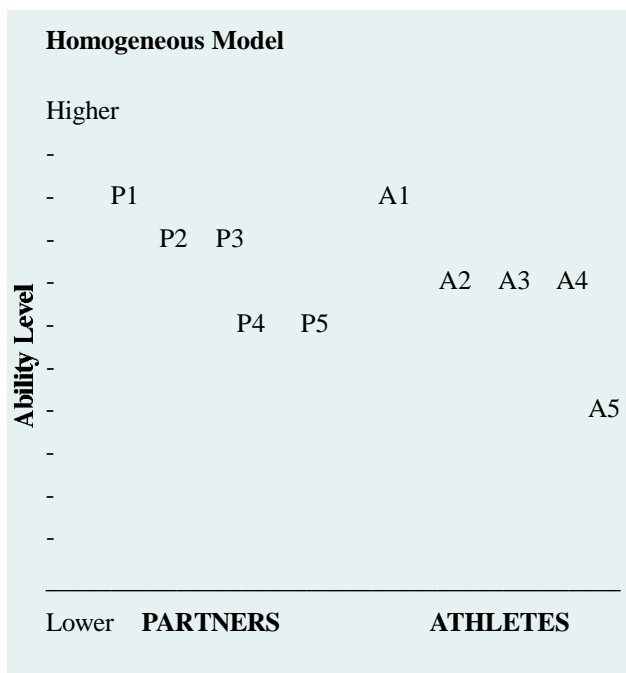 Homogeneous Model
Higher
-
- P1 A1
- P2 P3
- A2 A3 A4
- P4 P5
-
- A5
-
-
-
Ability Level
Lower PARTNERS ATHLETES